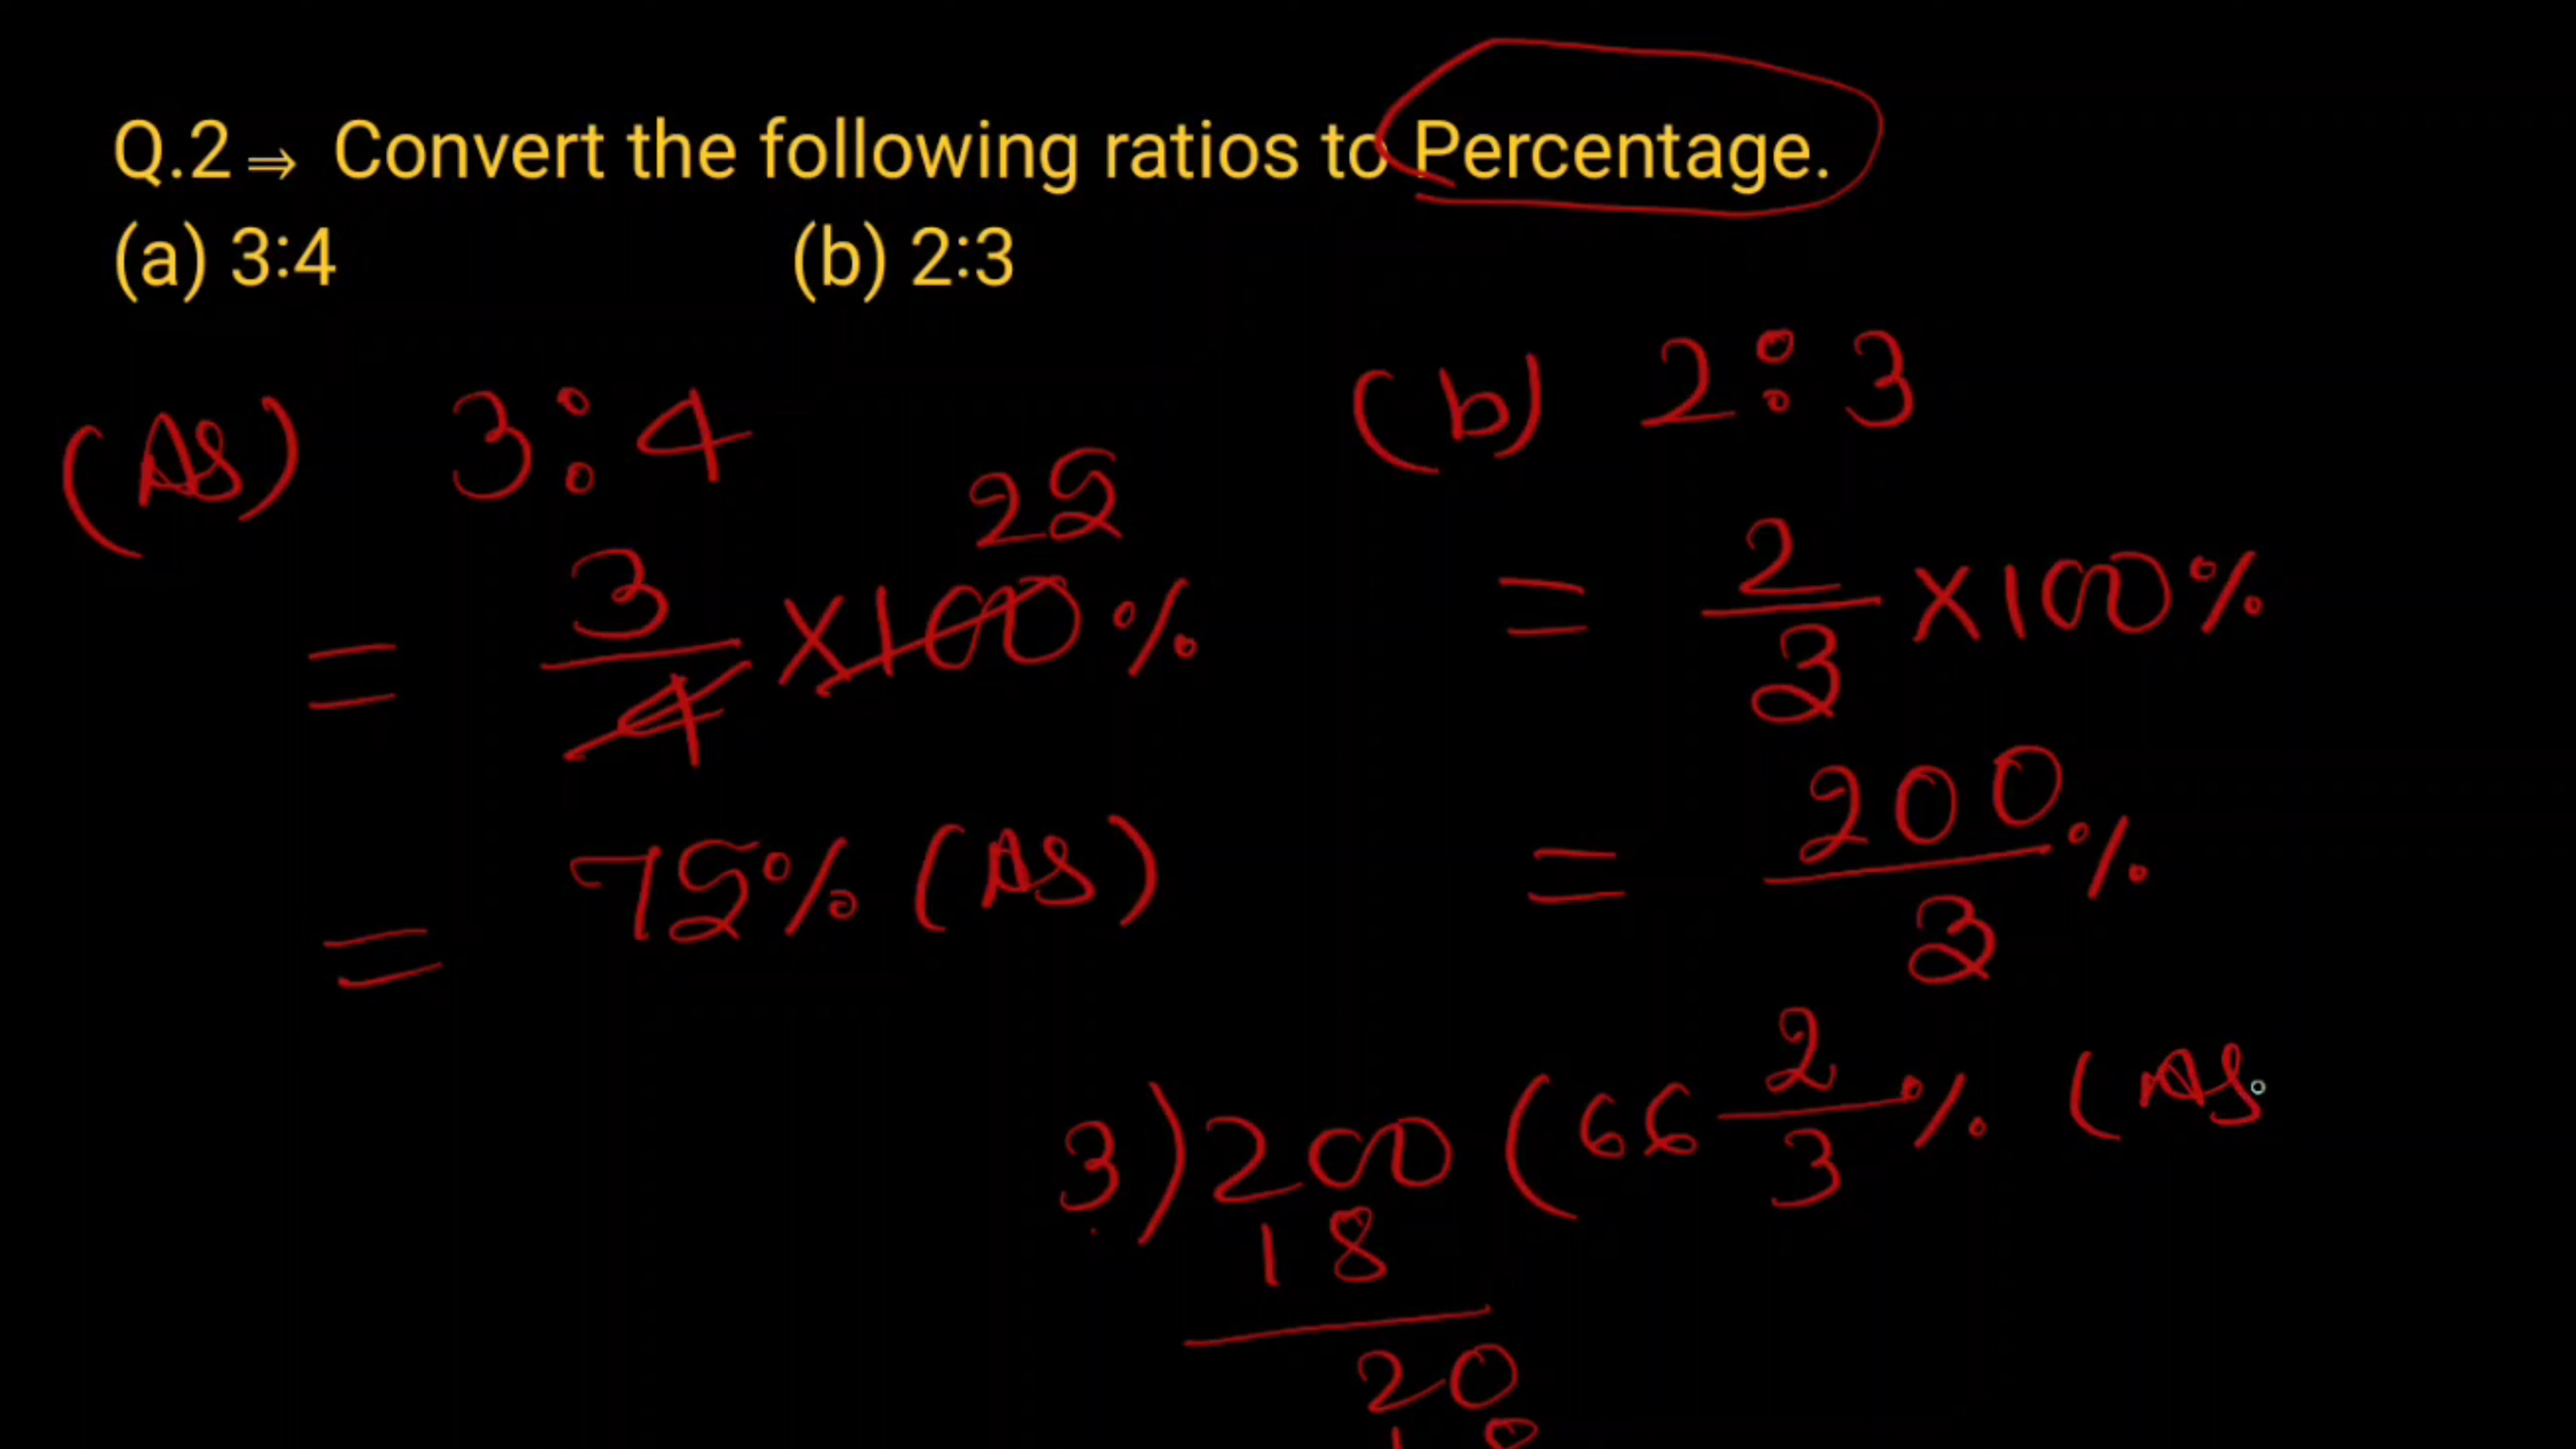 Q.2⇒ Convert the following ratios to Percentage.
(a) 3:4 (b) 2:3
(As) 3:4
25
= 3/4 ×100%
= 75% (As)
(b) 2:3
= 2/3 ×100%
= 200/3 %
3)200(66 2/3 % (As
18
20
18